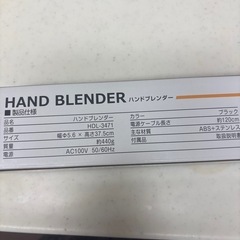 HAND BLENDER ハンドブレンダー
■製品仕様
品名 ハンドブレンダー
品番 HDL-3471
サイズ 幅Φ5.6 × 高さ37.5cm
質量 約440g
電源 AC100V 50/60Hz
カラー ブラック
電源ケーブル長さ 約120cm
主な材質 ABS+ステンレス
付属品 取扱説明